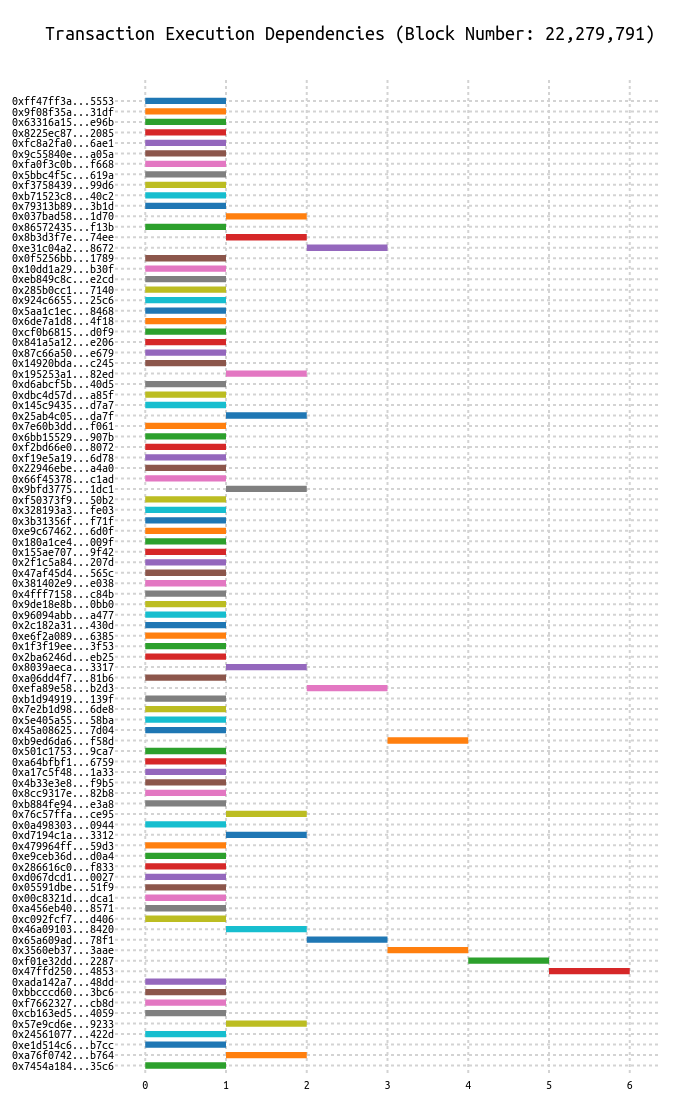 Transaction Execution Dependencies (Block Number: 22,279,791)
0xff47ff3a...5553
0x9f08f35a...31df
0x63316a15...e96b
0x8225ec87...2085
0xfc8a2fa0...6ae1
0x9c55840e...a05a
0xfa0f3c0b...f668
0x5bbc4f5c...619a
0xf3758439...99d6
0xb71523c8...40c2
0x79313b89...3b1d
0x037bad58...1d70
0x86572435...f13b
0x8b3d3f7e...74ee
0xe31c04a2...8672
0x0f5256bb...1789
0x10dd1a29...b30f
0xeb849c8c...e2cd
0x285b0cc1...7140
0x924c6655...25c6
0x5aa1c1ec...8468
0x6de7a1d8...4f18
0xcf0b6815...d0f9
0x841a5a12...e206
0x87c66a50...e679
0x14920bda...c245
0x195253a1...82ed
0xd6abcf5b...40d5
0xdbc4d57d...a85f
0x145c9435...d7a7
0x25ab4c05...da7f
0x7e60b3dd...f061
0x6bb15529...907b
0xf2bd66e0...8072
0xf19e5a19...6d78
0x22946ebe...a4a0
0x66f45378...c1ad
0x9bfd3775...1dc1
0xf50373f9...50b2
0x328193a3...fe03
0x3b31356f...f71f
0xe9c67462...6d0f
0x180a1ce4...009f
0x155ae707...9f42
0x2f1c5a84...207d
0x47af45d4...565c
0x381402e9...e038
0x4fff7158...c84b
0x9de18e8b...0bb0
0x96094abb...a477
0x2c182a31...430d
0xe6f2a089...6385
0x1f3f19ee...3f53
0x2ba6246d...eb25
0x8039aeca...3317
0xa06dd4f7...81b6
0xefa89e58...b2d3
0xb1d94919...139f
0x7e2b1d98...6de8
0x5e405a55...58ba
0x45a08625...7d04
0xb9ed6da6...f58d
0x501c1753...9ca7
0xa64bfbf1...6759
0xa17c5f48...1a33
0x4b33e3e8...f9b5
0x8cc9317e...82b8
0xb884fe94...e3a8
0x76c57ffa...ce95
0x0a498303...0944
0xd7194c1a...3312
0x479964ff...59d3
0xe9ceb36d...d0a4
0x286616c0...f833
0xd067dcd1...0027
0x05591dbe...51f9
0x00c8321d...dca1
0xa456eb40...8571
0xc092fcf7...d406
0x46a09103...8420
0x65a609ad...78f1
0x3560eb37...3aae
0xf01e32dd...2287
0x47ffd250...4853
0xada142a7...48dd
0xbbcccd60...3bc6
0xf7662327...cb8d
0xcb163ed5...4059
0x57e9cd6e...9233
0x24561077...422d
0xe1d514c6...b7cc
0xa76f0742...b764
0x7454a184...35c6
0 1 2 3 4 5 6